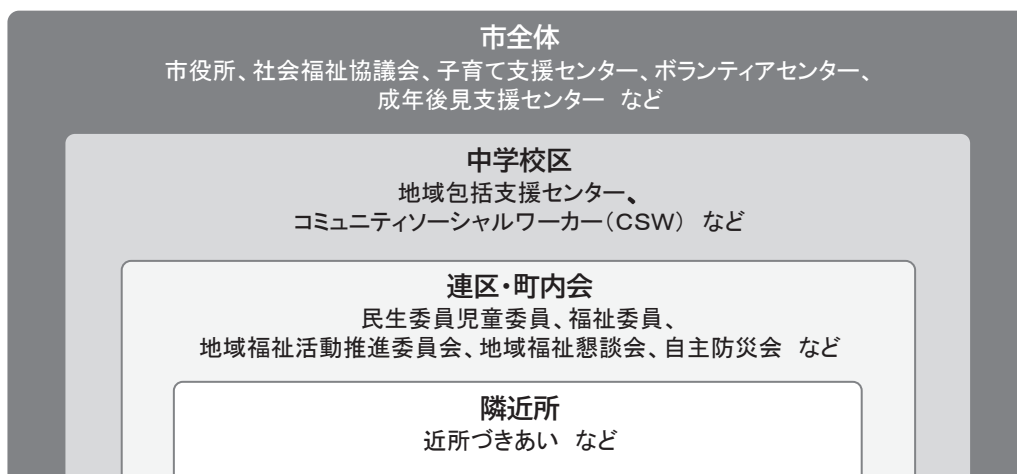 市全体
市役所、社会福祉協議会、子育て支援センター、ボランティアセンター、
成年後見支援センター　など
中学校区
地域包括支援センター、
コミュニティソーシャルワーカー（CSW）　など
連区・町内会
民生委員児童委員、福祉委員、
地域福祉活動推進委員会、地域福祉懇談会、自主防災会　など
隣近所
近所づきあい　など